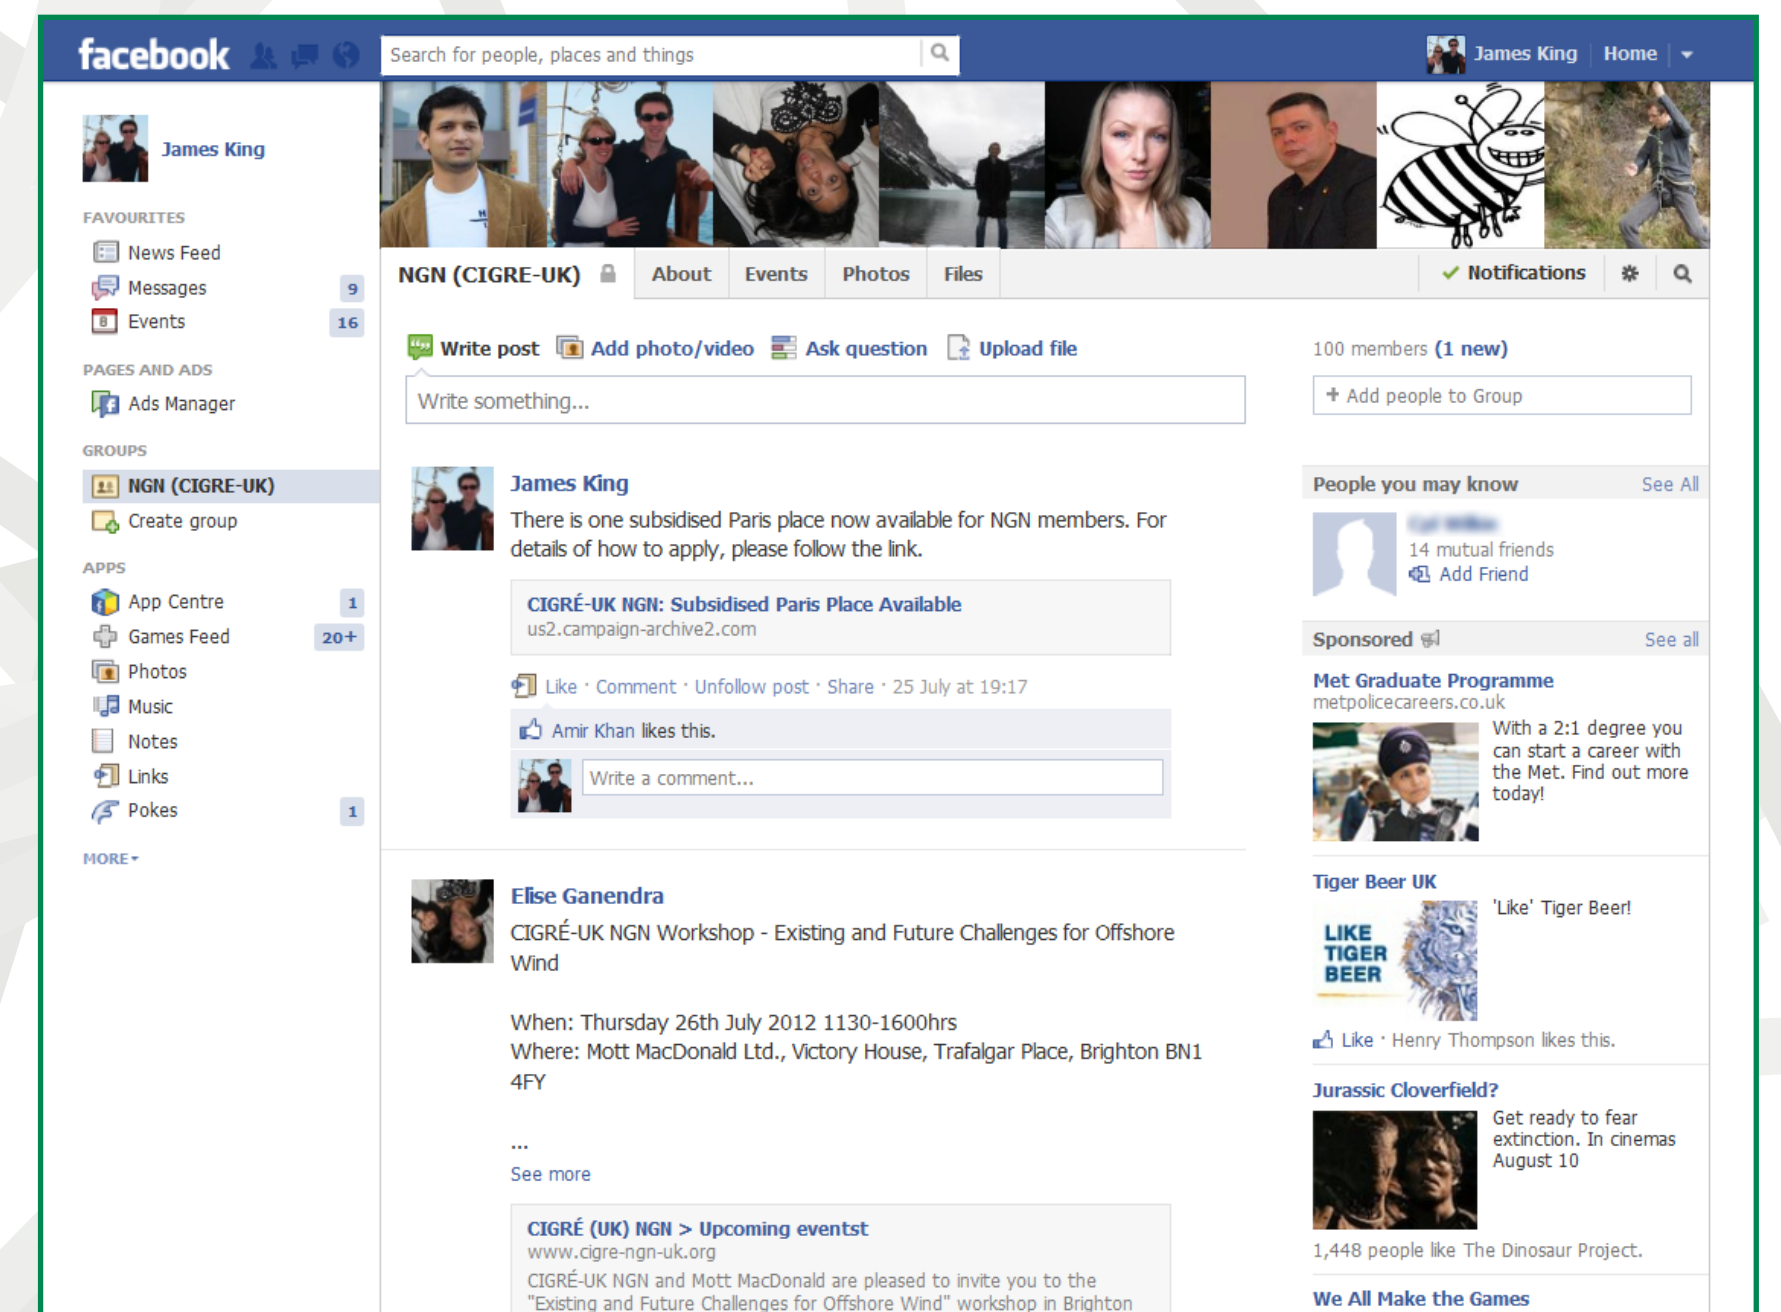 facebook
Search for people, places and things
James King
Home
James King
FAVOURITES
News Feed
Messages 9
Events 16
PAGES AND ADS
Ads Manager
GROUPS
NGN (CIGRE-UK)
Create group
APPS
App Centre 1
Games Feed 20+
Photos
Music
Notes
Links
Pokes 1
MORE
NGN (CIGRE-UK)
About
Events
Photos
Files
Notifications
Write post
Add photo/video
Ask question
Upload file
Write something...
James King
There is one subsidised Paris place now available for NGN members. For
details of how to apply, please follow the link.
CIGRÉ-UK NGN: Subsidised Paris Place Available
us2.campaign-archive2.com
Like · Comment · Unfollow post · Share · 25 July at 19:17
Amir Khan likes this.
Write a comment...
Elise Ganendra
CIGRÉ-UK NGN Workshop - Existing and Future Challenges for Offshore
Wind
When: Thursday 26th July 2012 1130-1600hrs
Where: Mott MacDonald Ltd., Victory House, Trafalgar Place, Brighton BN1
4FY
...
See more
CIGRÉ (UK) NGN > Upcoming eventst
www.cigre-ngn-uk.org
CIGRÉ-UK NGN and Mott MacDonald are pleased to invite you to the
"Existing and Future Challenges for Offshore Wind" workshop in Brighton
100 members (1 new)
+ Add people to Group
People you may know
See All
14 mutual friends
Add Friend
Sponsored
See all
Met Graduate Programme
metpolicecareers.co.uk
With a 2:1 degree you
can start a career with
the Met. Find out more
today!
Tiger Beer UK
LIKE
TIGER
BEER
'Like' Tiger Beer!
Like · Henry Thompson likes this.
Jurassic Cloverfield?
Get ready to fear
extinction. In cinemas
August 10
1,448 people like The Dinosaur Project.
We All Make the Games